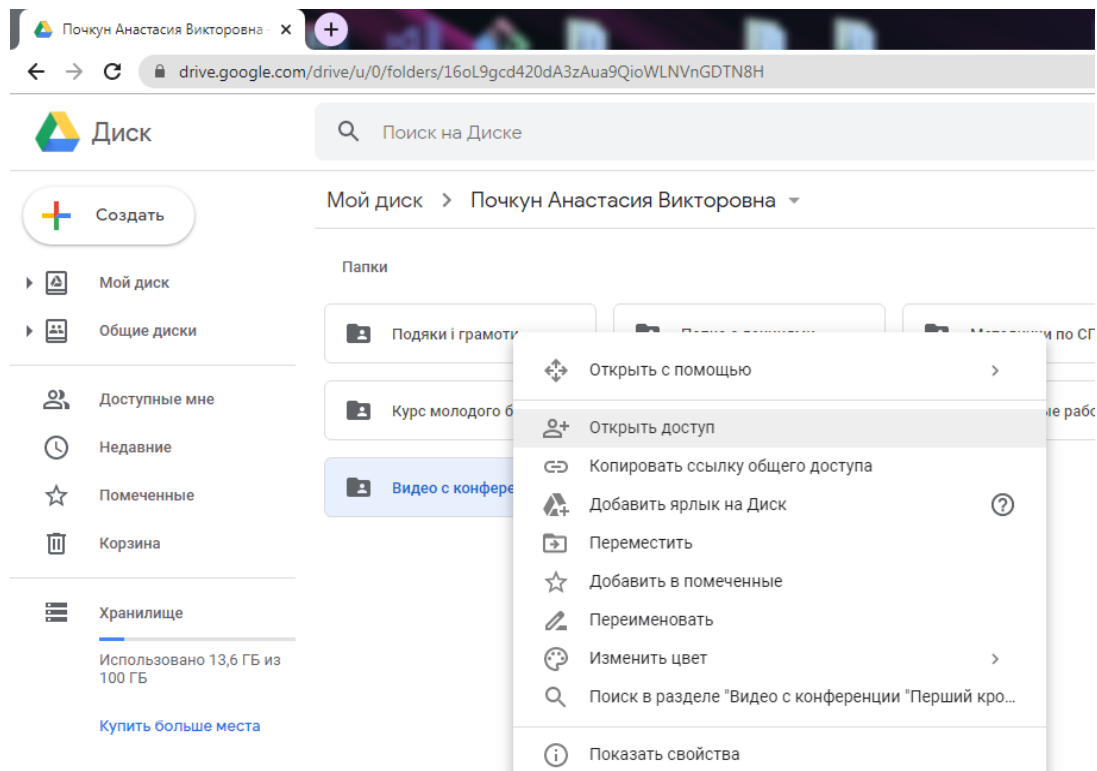 Почкун Анастасия Викторовна -
drive.google.com/drive/u/0/folders/16oL9gcd420dA3zAua9QioWLNVnGDTN8H
Диск
Поиск на Диске
Создать
Мой диск > Почкун Анастасия Викторовна
Папки
Мой диск
Общие диски
Доступные мне
Недавние
Помеченные
Корзина
Хранилище
Использовано 13,6 ГБ из
100 ГБ
Купить больше места
Подяки і грамоти
по СГ
Курс молодого б
Видео с конфере
Открыть с помощью
Открыть доступ
Копировать ссылку общего доступа
Добавить ярлык на Диск
Переместить
Добавить в помеченные
Переименовать
Изменить цвет
Поиск в разделе "Видео с конференции "Перший кро...
Показать свойства